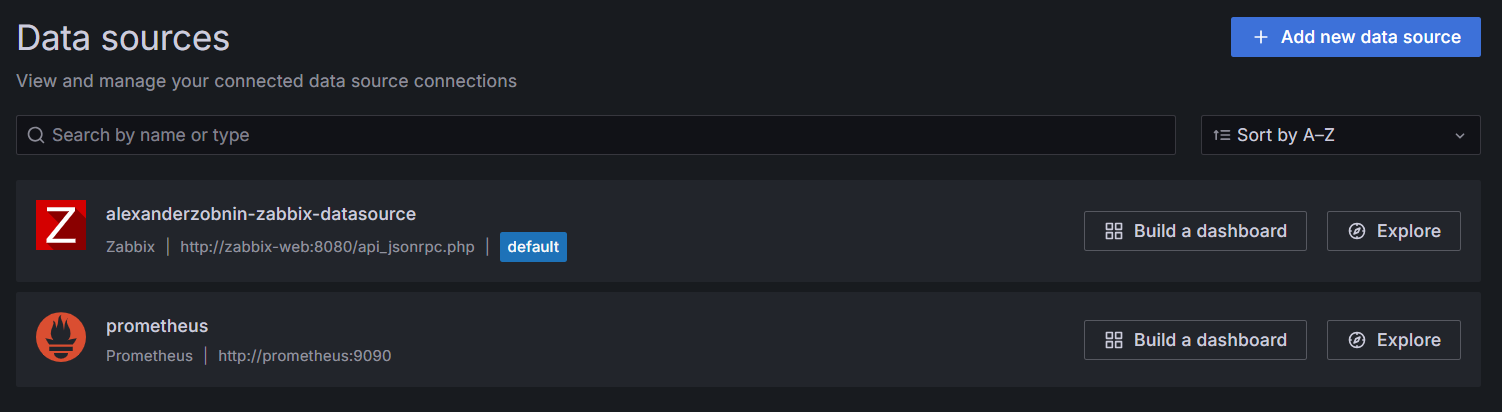 Data sources
Add new data source
View and manage your connected data source connections
Search by name or type
Sort by A–Z
Z
alexanderzobnin-zabbix-datasource
Zabbix | http://zabbix-web:8080/api_jsonrpc.php | default
Build a dashboard
Explore
prometheus
Prometheus | http://prometheus:9090
Build a dashboard
Explore